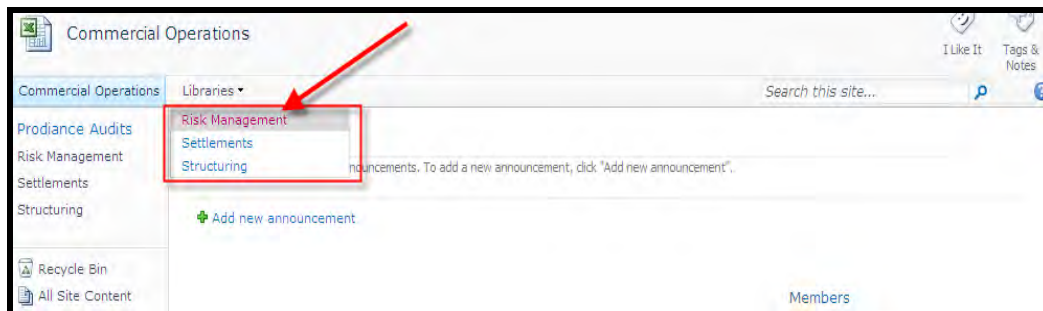 Commercial Operations
I Like It
Tags &
Notes
Commercial Operations
Libraries
Search this site...
Prodiance Audits
Risk Management
Settlements
Structuring
Risk Management
Settlements
Structuring
nouncements. To add a new announcement, click "Add new announcement".
Add new announcement
Recycle Bin
All Site Content
Members